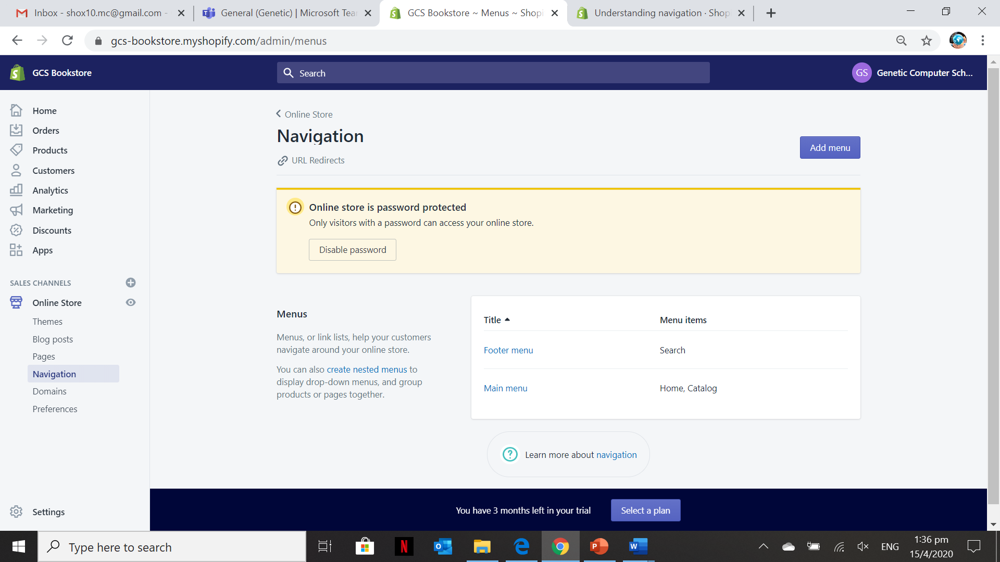 Inbox - shox10.mc@gmail.com -
General (Genetic) | Microsoft Tea
GCS Bookstore ~ Menus ~ Shopi
Understanding navigation · Shop
gcs-bookstore.myshopify.com/admin/menus
GCS Bookstore
Search
GS
Genetic Computer Sch...
Home
Orders
Products
Customers
Analytics
Marketing
Discounts
Apps
SALES CHANNELS
Online Store
Themes
Blog posts
Pages
Navigation
Domains
Preferences
Settings
Online Store
Navigation
URL Redirects
Add menu
Online store is password protected
Only visitors with a password can access your online store.
Disable password
Menus
Menus, or link lists, help your customers
navigate around your online store.
You can also create nested menus to
display drop-down menus, and group
products or pages together.
Title
Menu items
Footer menu
Search
Main menu
Home, Catalog
Learn more about navigation
You have 3 months left in your trial
Select a plan
Type here to search
ENG
1:36 pm
15/4/2020